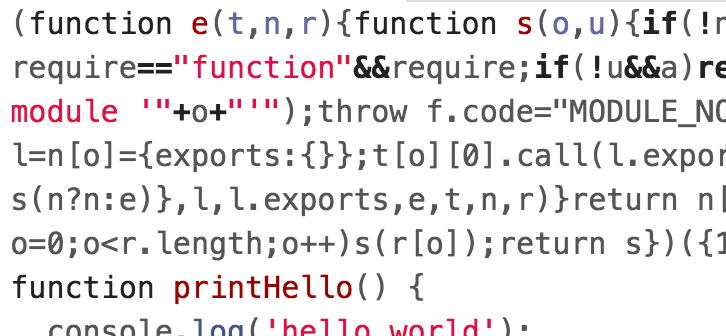 (function e(t,n,r){function s(o,u){if(!n
require=="function"&&require;if(!u&&a)re
module '"+o+"'");throw f.code="MODULE_NO
l=n[o]={exports:{}};t[o][0].call(l.expor
s(n?n:e)},l,l.exports,e,t,n,r)}return n[
o=0;o<r.length;o++)s(r[o]);return s})({1
function printHello() {
  console.log('hello world');